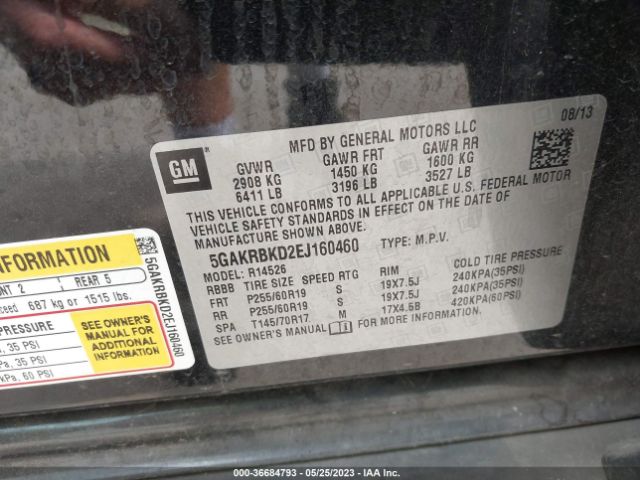 08/13
MFD BY GENERAL MOTORS LLC
GM
GVWR GAWR FRT GAWR RR
2908 KG 1450 KG 1600 KG
6411 LB 3196 LB 3527 LB
THIS VEHICLE CONFORMS TO ALL APPLICABLE U.S. FEDERAL MOTOR
VEHICLE SAFETY STANDARDS IN EFFECT ON THE DATE OF
MANUFACTURE SHOWN ABOVE.
5GAKRBKD2EJ160460 TYPE: M.P.V.
MODEL: R14526
RBBB TIRE SIZE SPEED RTG RIM COLD TIRE PRESSURE
FRT P255/60R19 S 19X7.5J 240KPA(35PSI)
RR P255/60R19 S 19X7.5J 240KPA(35PSI)
SPA T145/70R17 M 17X4.5B 420KPA(60PSI)
SEE OWNER'S MANUAL FOR MORE INFORMATION.
INFORMATION
NT 2 REAR 5
exceed 687 kg or 1515 lbs.
PRESSURE
35 PSI
kPa, 35 PSI
kPa, 60 PSI
SEE OWNER'S
MANUAL FOR
ADDITIONAL
INFORMATION
5GAKRBKD2EJ160460
000-36684793 - 05/25/2023 - IAA Inc.